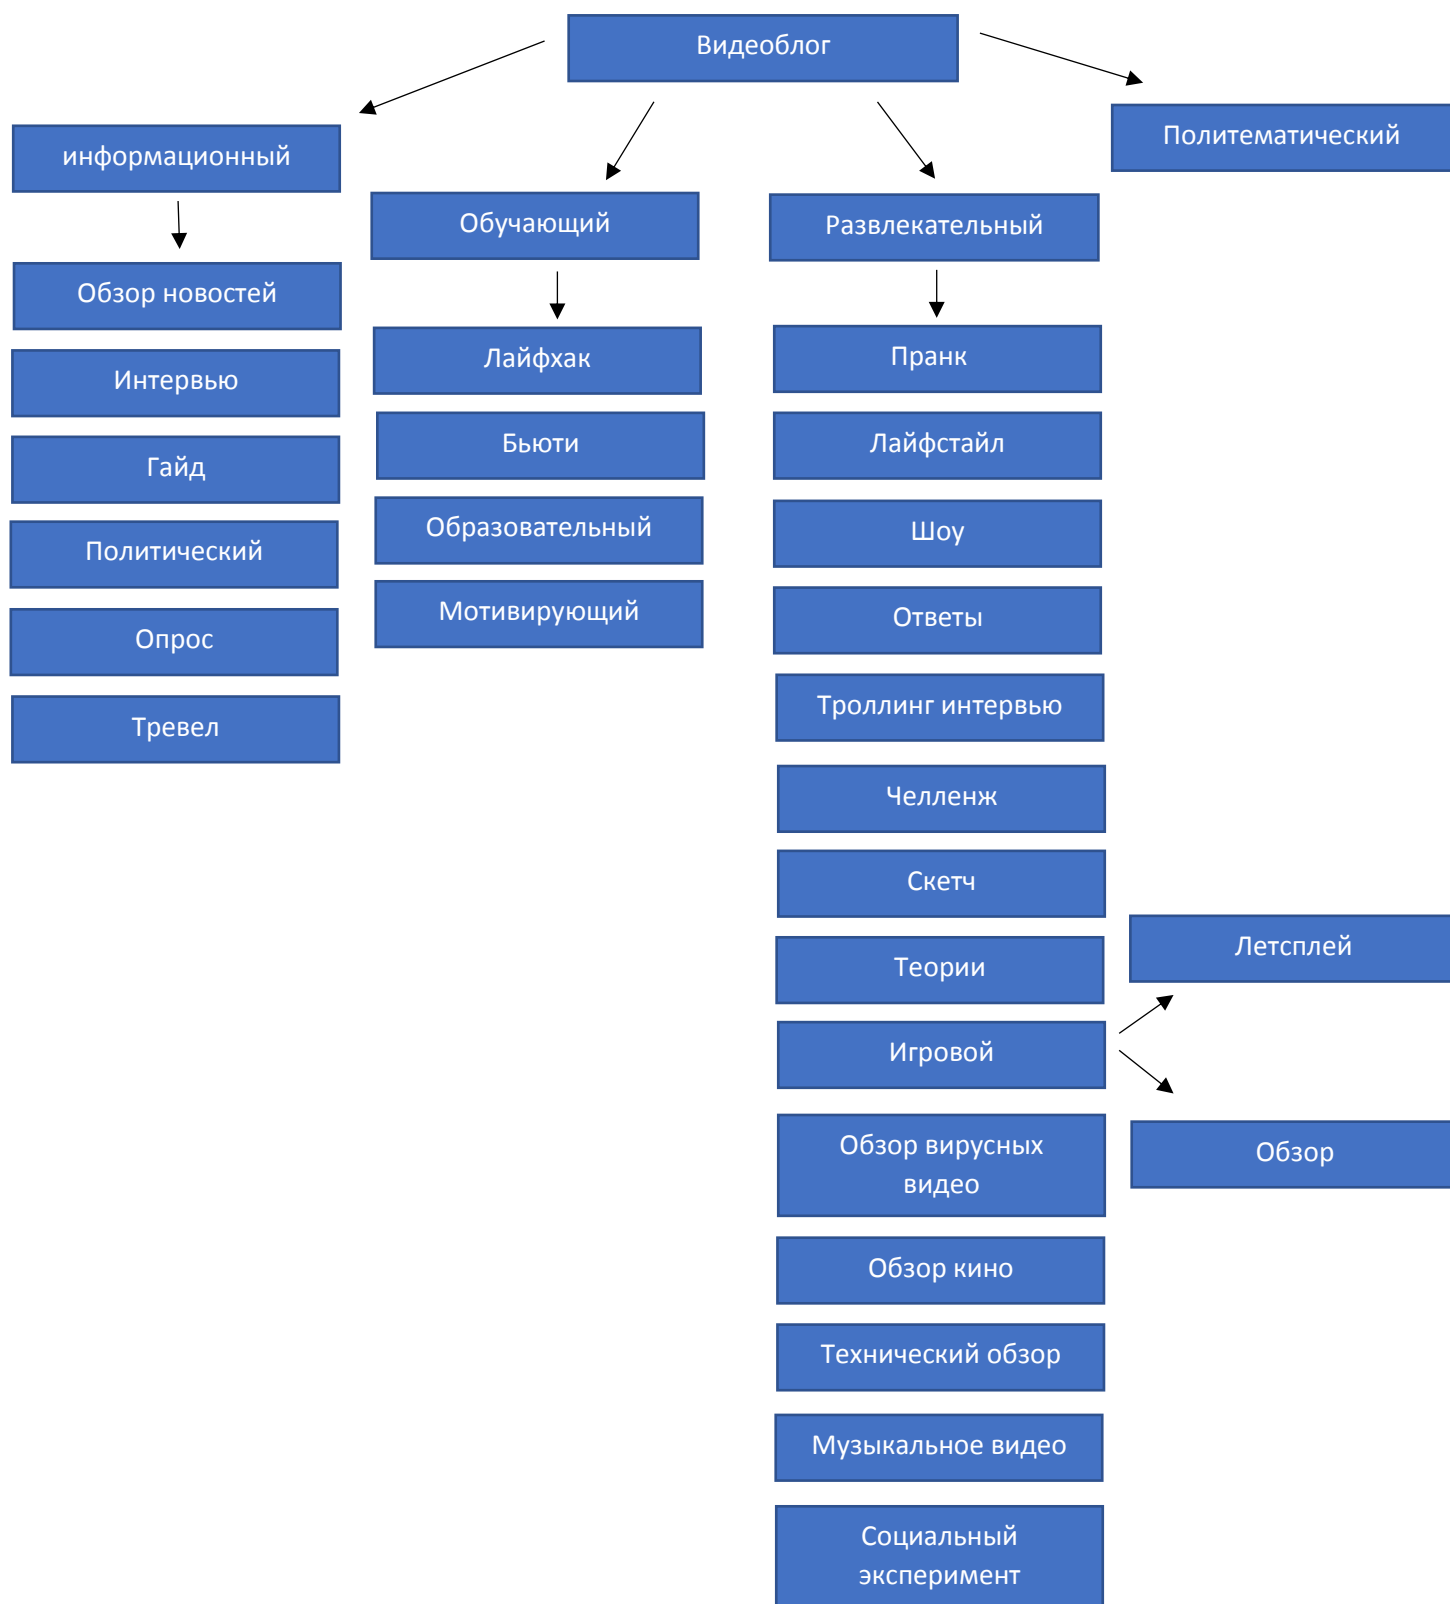 Видеоблог
информационный
Обзор новостей
Интервью
Гайд
Политический
Опрос
Тревел
Обучающий
Лайфхак
Бьюти
Образовательный
Мотивирующий
Развлекательный
Пранк
Лайфстайл
Шоу
Ответы
Троллинг интервью
Челленж
Скетч
Теории
Игровой
Обзор вирусных
видео
Обзор кино
Технический обзор
Музыкальное видео
Социальный
эксперимент
Политематический
Летсплей
Обзор